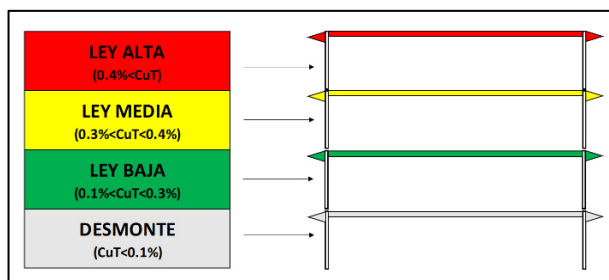 LEY ALTA
(0.4%<CuT)
LEY MEDIA
(0.3%<CuT<0.4%)
LEY BAJA
(0.1%<CuT<0.3%)
DESMONTE
(CuT<0.1%)